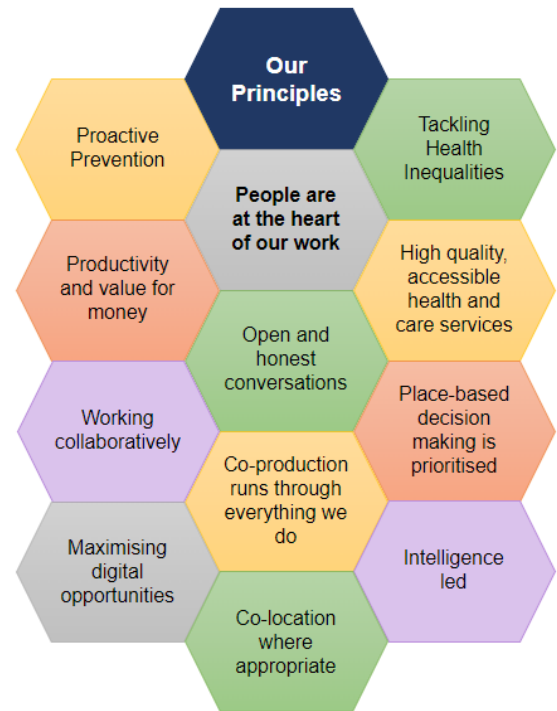 Our
Principles
Proactive
Prevention
Tackling
Health
Inequalities
People are
at the heart
of our work
Productivity
and value for
money
High quality,
accessible
health and
care services
Open and
honest
conversations
Working
collaboratively
Place-based
decision
making is
prioritised
Co-production
runs through
everything we
do
Maximising
digital
opportunities
Intelligence
led
Co-location
where
appropriate